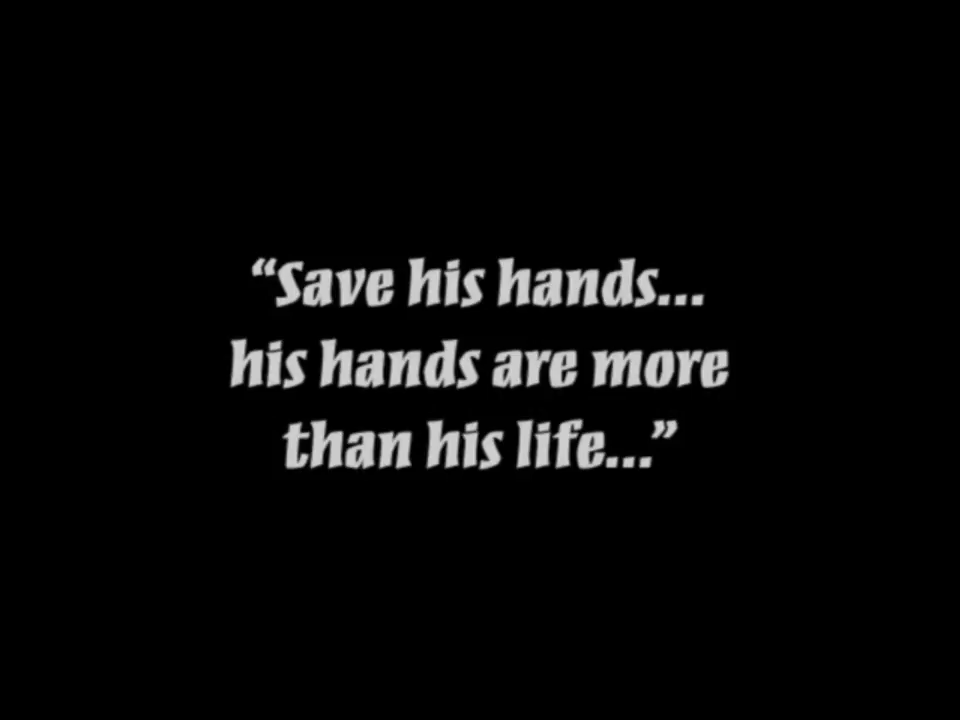 “Save his hands...
his hands are more
than his life...”